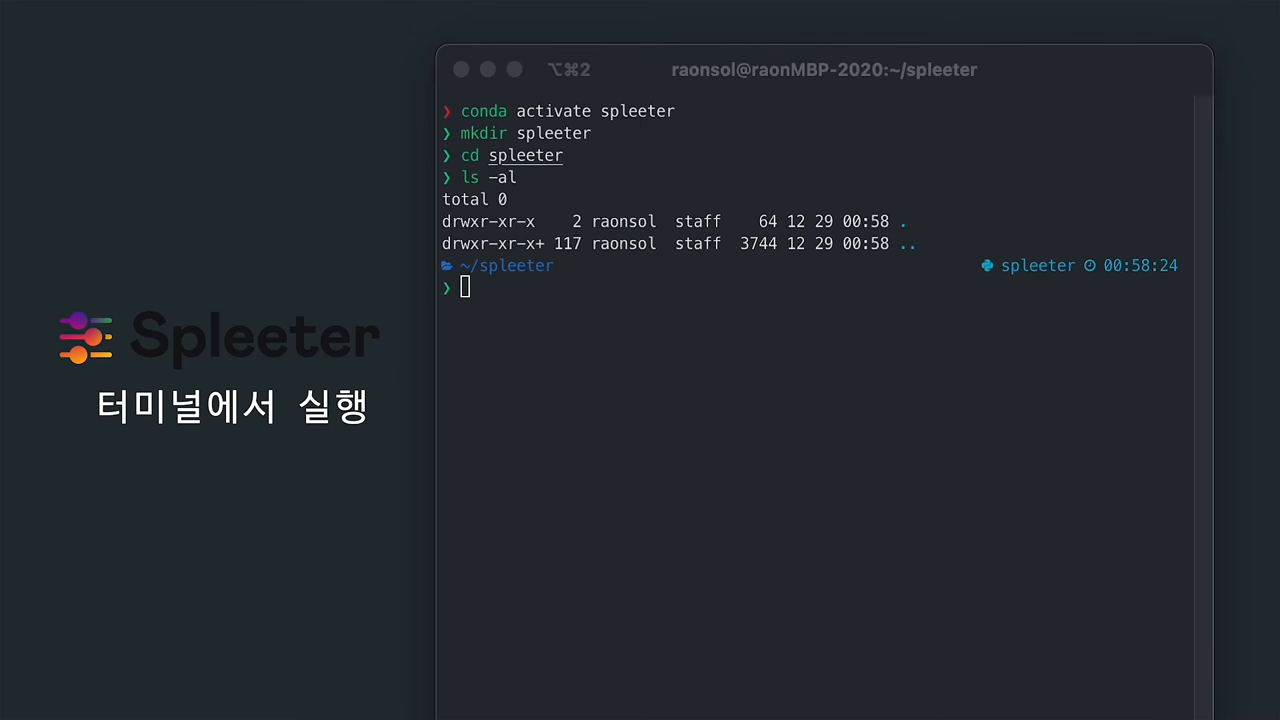 Spleeter
터미널에서 실행
⌥⌘2 raonsol@raonMBP-2020:~/spleeter
❯ conda activate spleeter
❯ mkdir spleeter
❯ cd spleeter
❯ ls -al
total 0
drwxr-xr-x    2 raonsol  staff    64 12 29 00:58 .
drwxr-xr-x+ 117 raonsol  staff  3744 12 29 00:58 ..
~/spleeter spleeter 00:58:24
❯